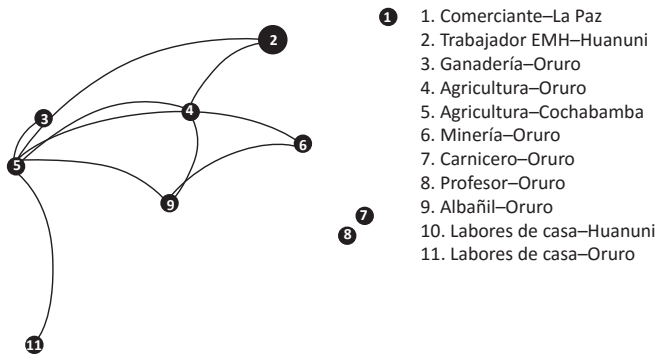 1
2
3
4
5
6
7
8
9
11
1. Comerciante–La Paz
2. Trabajador EMH–Huanuni
3. Ganadería–Oruro
4. Agricultura–Oruro
5. Agricultura–Cochabamba
6. Minería–Oruro
7. Carnicero–Oruro
8. Profesor–Oruro
9. Albañil–Oruro
10. Labores de casa–Huanuni
11. Labores de casa–Oruro